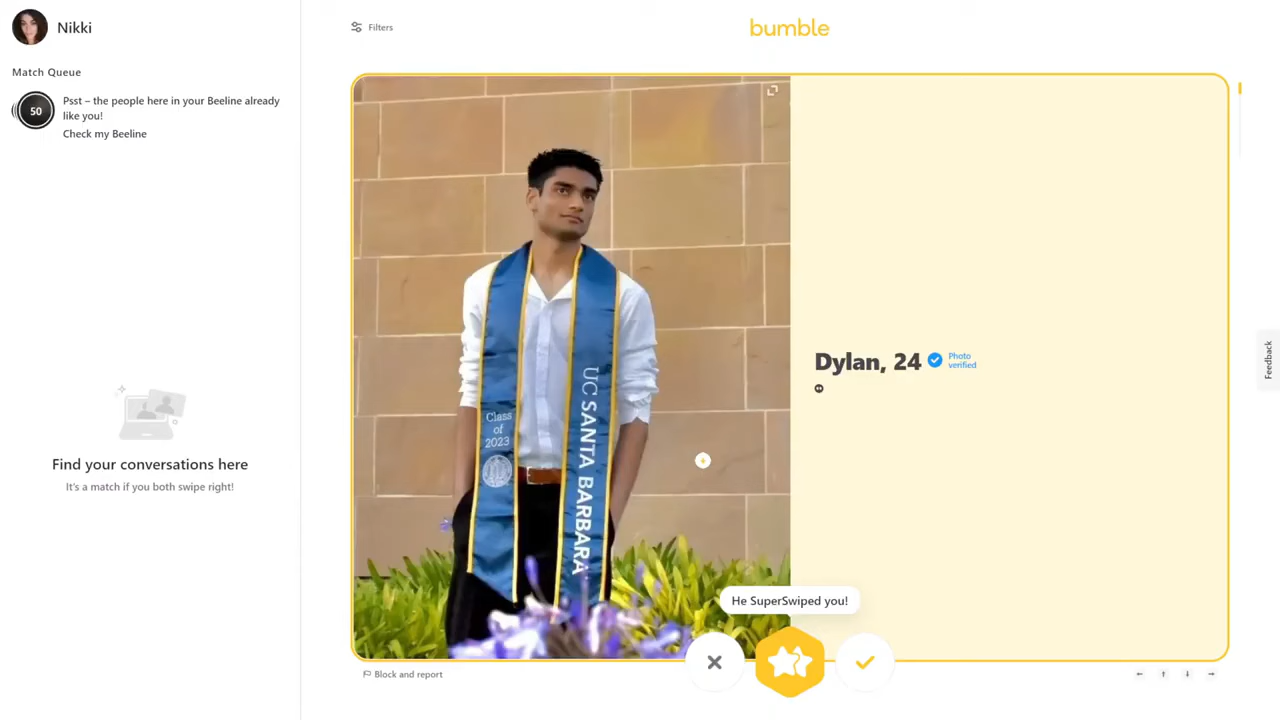 Nikki
Filters
bumble
Match Queue
50
Psst – the people here in your Beeline already
like you!
Check my Beeline
Find your conversations here
It's a match if you both swipe right!
UC SANTA BARBARA
Class
of
2023
Dylan, 24
Photo
verified
Feedback
He SuperSwiped you!
Block and report